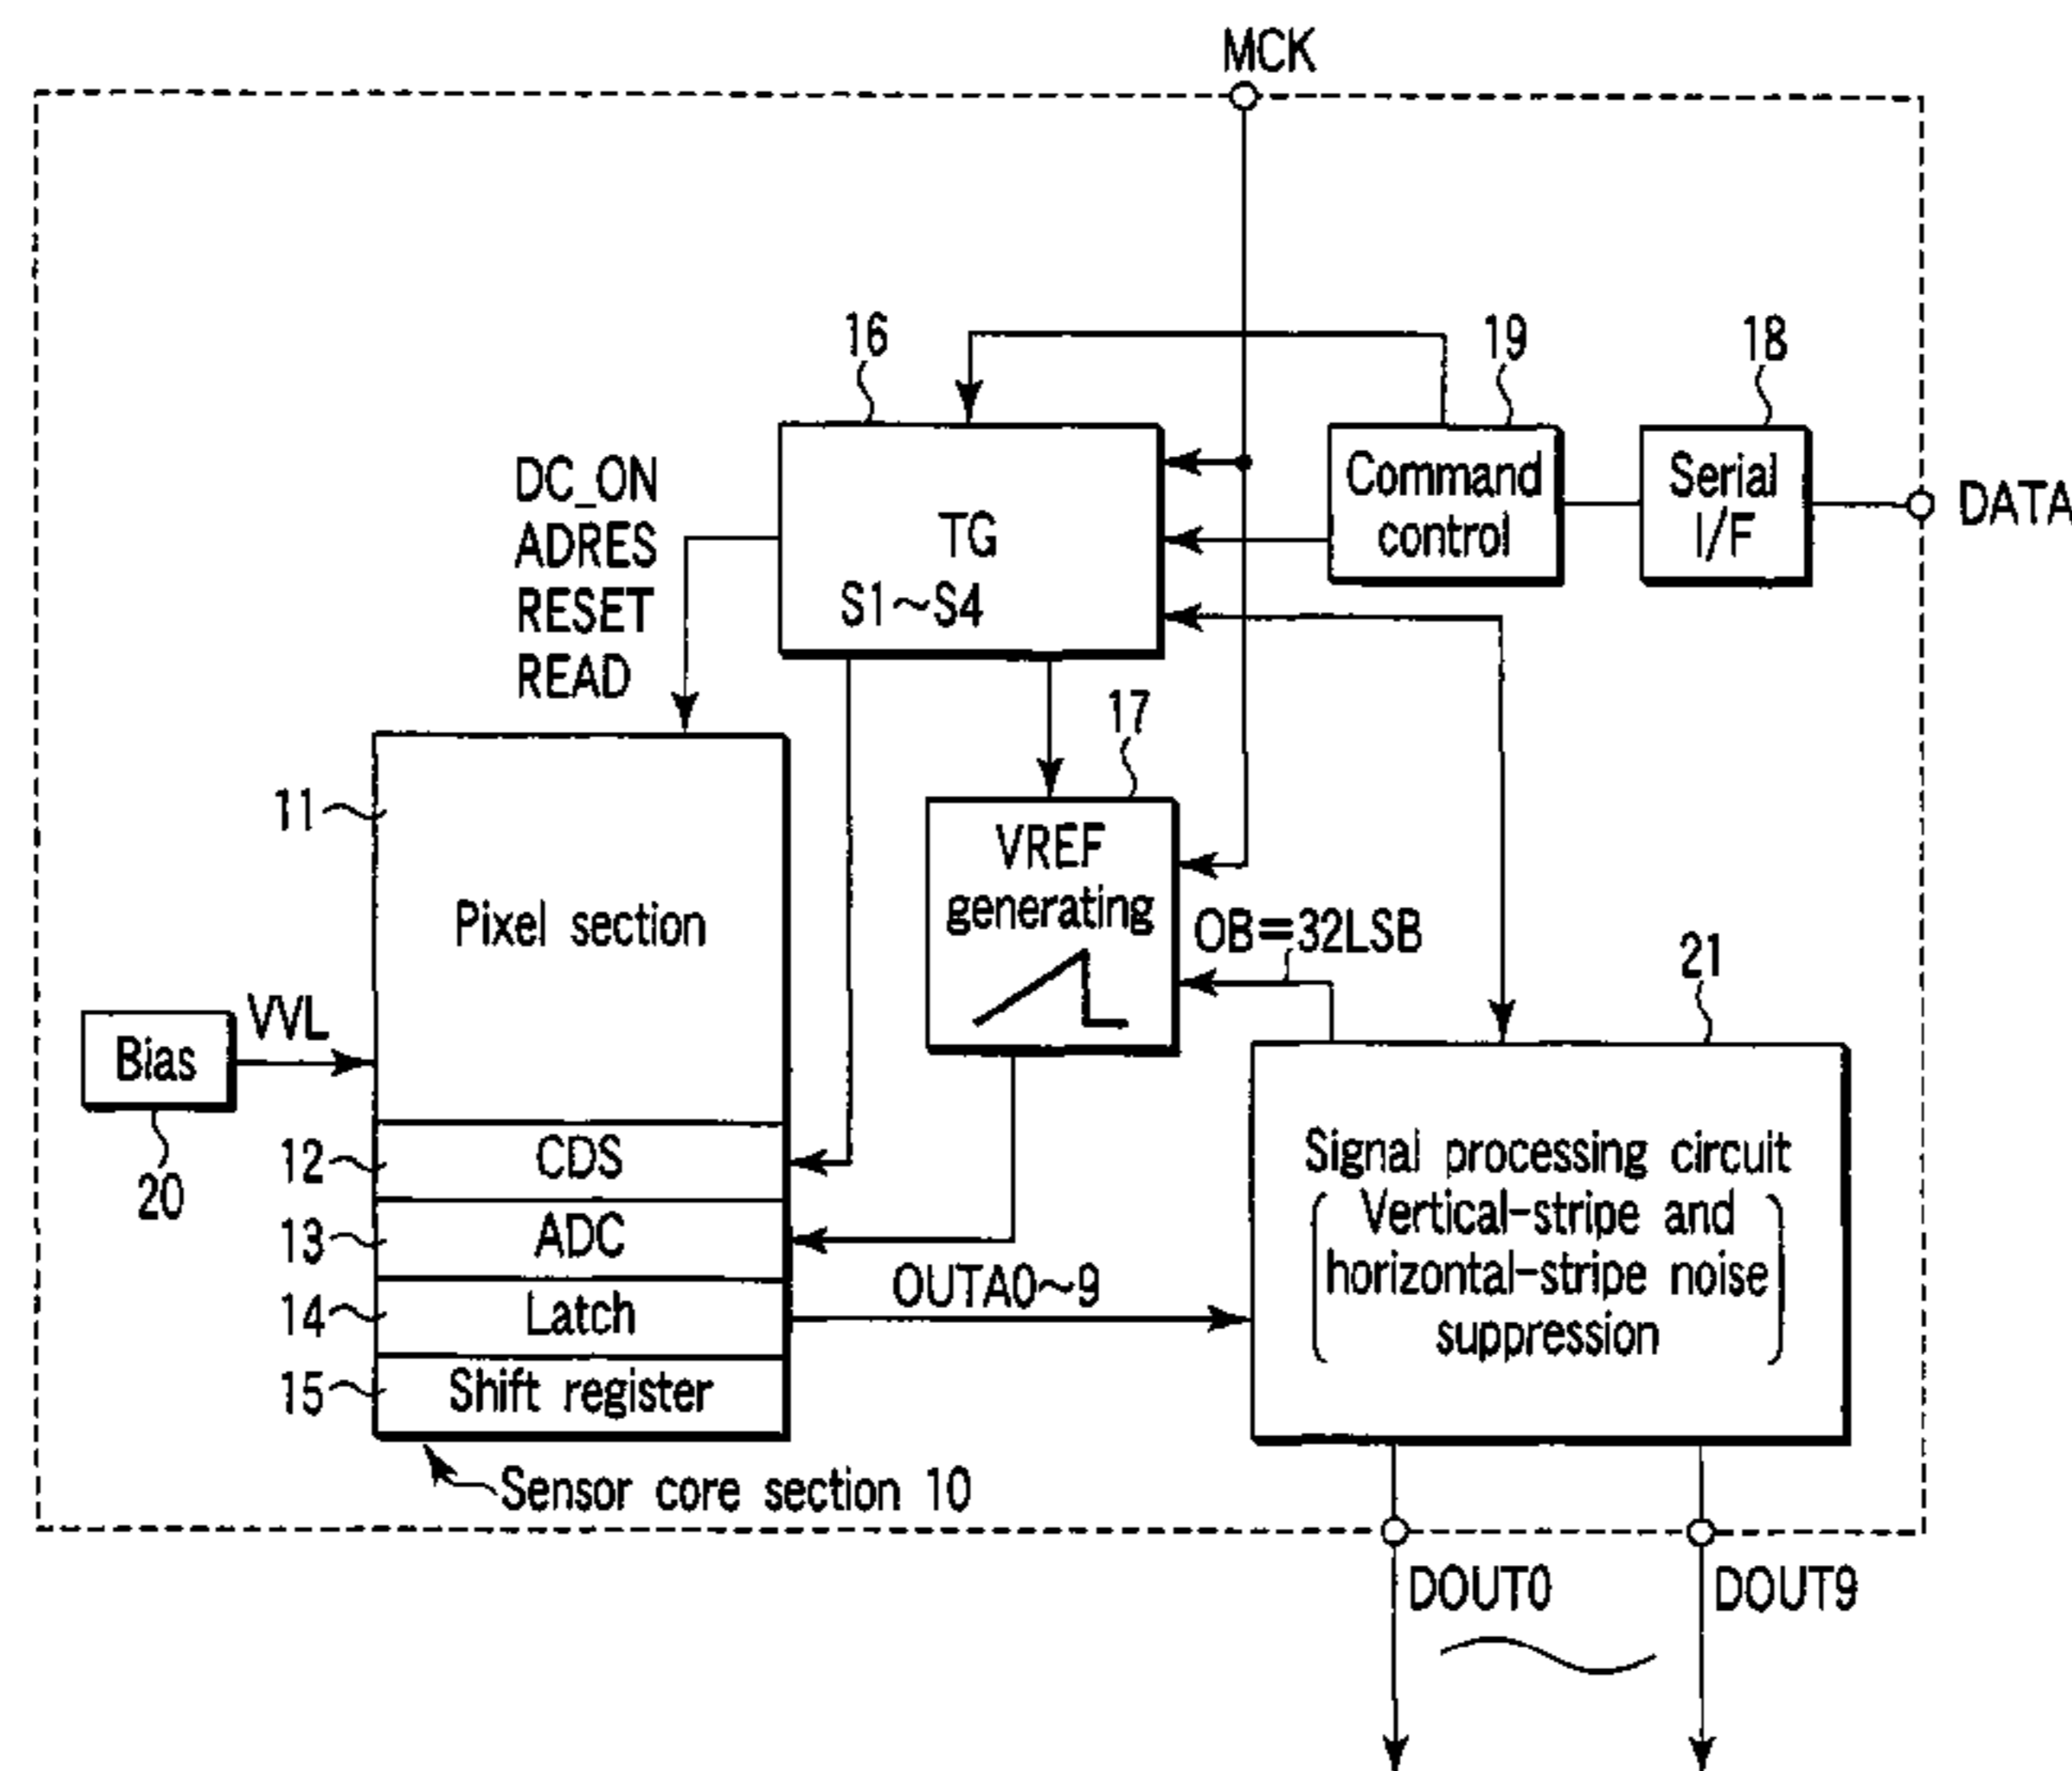 MCK
16
19
18
DC_ON
ADRES
RESET
READ
TG
S1~S4
Command
control
Serial
I/F
DATA
17
11
VREF
generating
Pixel section
OB=32LSB
21
VVL
Bias
20
12
CDS
13
ADC
14
Latch
15
Shift register
OUTA0~9
Signal processing circuit
Vertical-stripe and
horizontal-stripe noise
suppression
Sensor core section 10
DOUT0
DOUT9